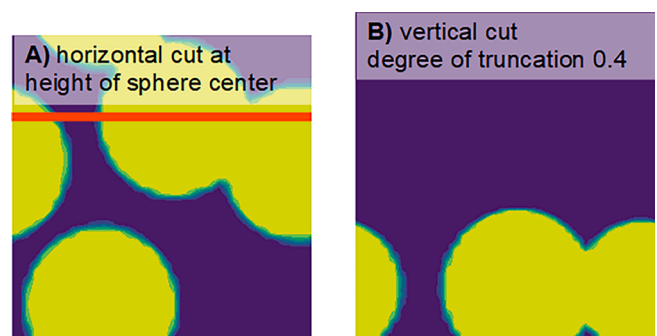 A) horizontal cut at
height of sphere center
B) vertical cut
degree of truncation 0.4